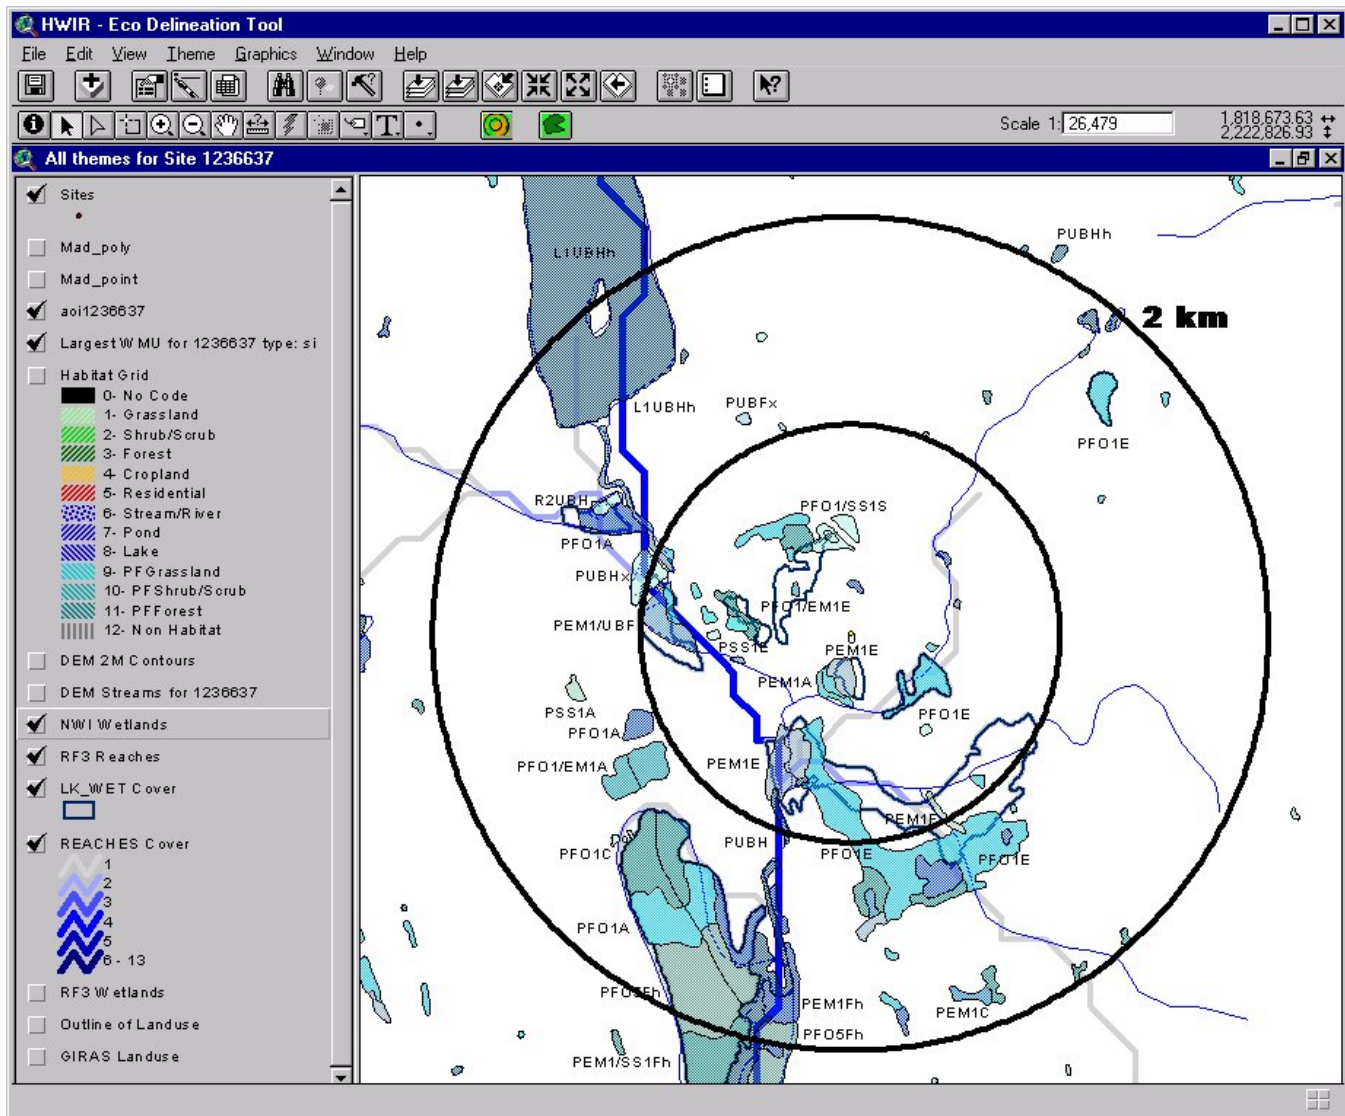 HWIR - Eco Delineation Tool
File Edit View Theme Graphics Window Help
Scale 1: 26,479
1,818,673.63
2,222,826.93
All themes for Site 1236637
Sites
Mad_poly
Mad_point
aoi1236637
Largest WMU for 1236637 type: si
Habitat Grid
0- No Code
1- Grassland
2- Shrub/Scrub
3- Forest
4- Cropland
5- Residential
6- Stream/River
7- Pond
8- Lake
9- PFGrassland
10- PFShrub/Scrub
11- PFForest
12- Non Habitat
DEM 2M Contours
DEM Streams for 1236637
NWI Wetlands
RF3 Reaches
LK_WET Cover
REACHES Cover
1
2
3
4
5
6 - 13
RF3 Wetlands
Outline of Landuse
GIRAS Landuse
PUBHh
L1UBHh
2 km
L1UBHh
PUBFx
PFO1E
R2UBH
PFO1/SS1S
PFO1A
PUBHx
PFO1/EM1E
PEM1/UBF
PSS1E
PEM1E
PEM1A
PSS1A
PFO1E
PFO1A
PFO1/EM1A
PEM1E
PEM1F
PUBH
PFO1C
PFO1E
PFO1E
PFO1A
PFO5Fh
PEM1Fh
PEM1C
PFO5Fh
PEM1/SS1Fh